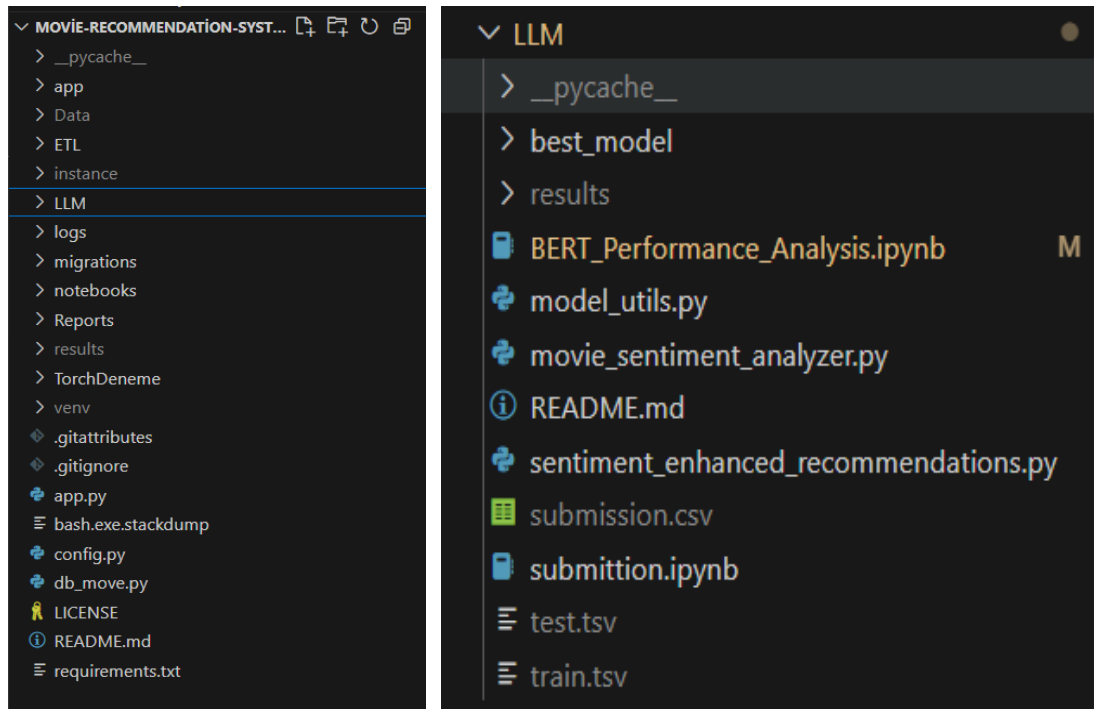 MOVİE-RECOMMENDATİON-SYST...
__pycache__
app
Data
ETL
instance
LLM
logs
migrations
notebooks
Reports
results
TorchDeneme
venv
.gitattributes
.gitignore
app.py
bash.exe.stackdump
config.py
db_move.py
LICENSE
README.md
requirements.txt
LLM
__pycache__
best_model
results
BERT_Performance_Analysis.ipynb M
model_utils.py
movie_sentiment_analyzer.py
README.md
sentiment_enhanced_recommendations.py
submission.csv
submittion.ipynb
test.tsv
train.tsv